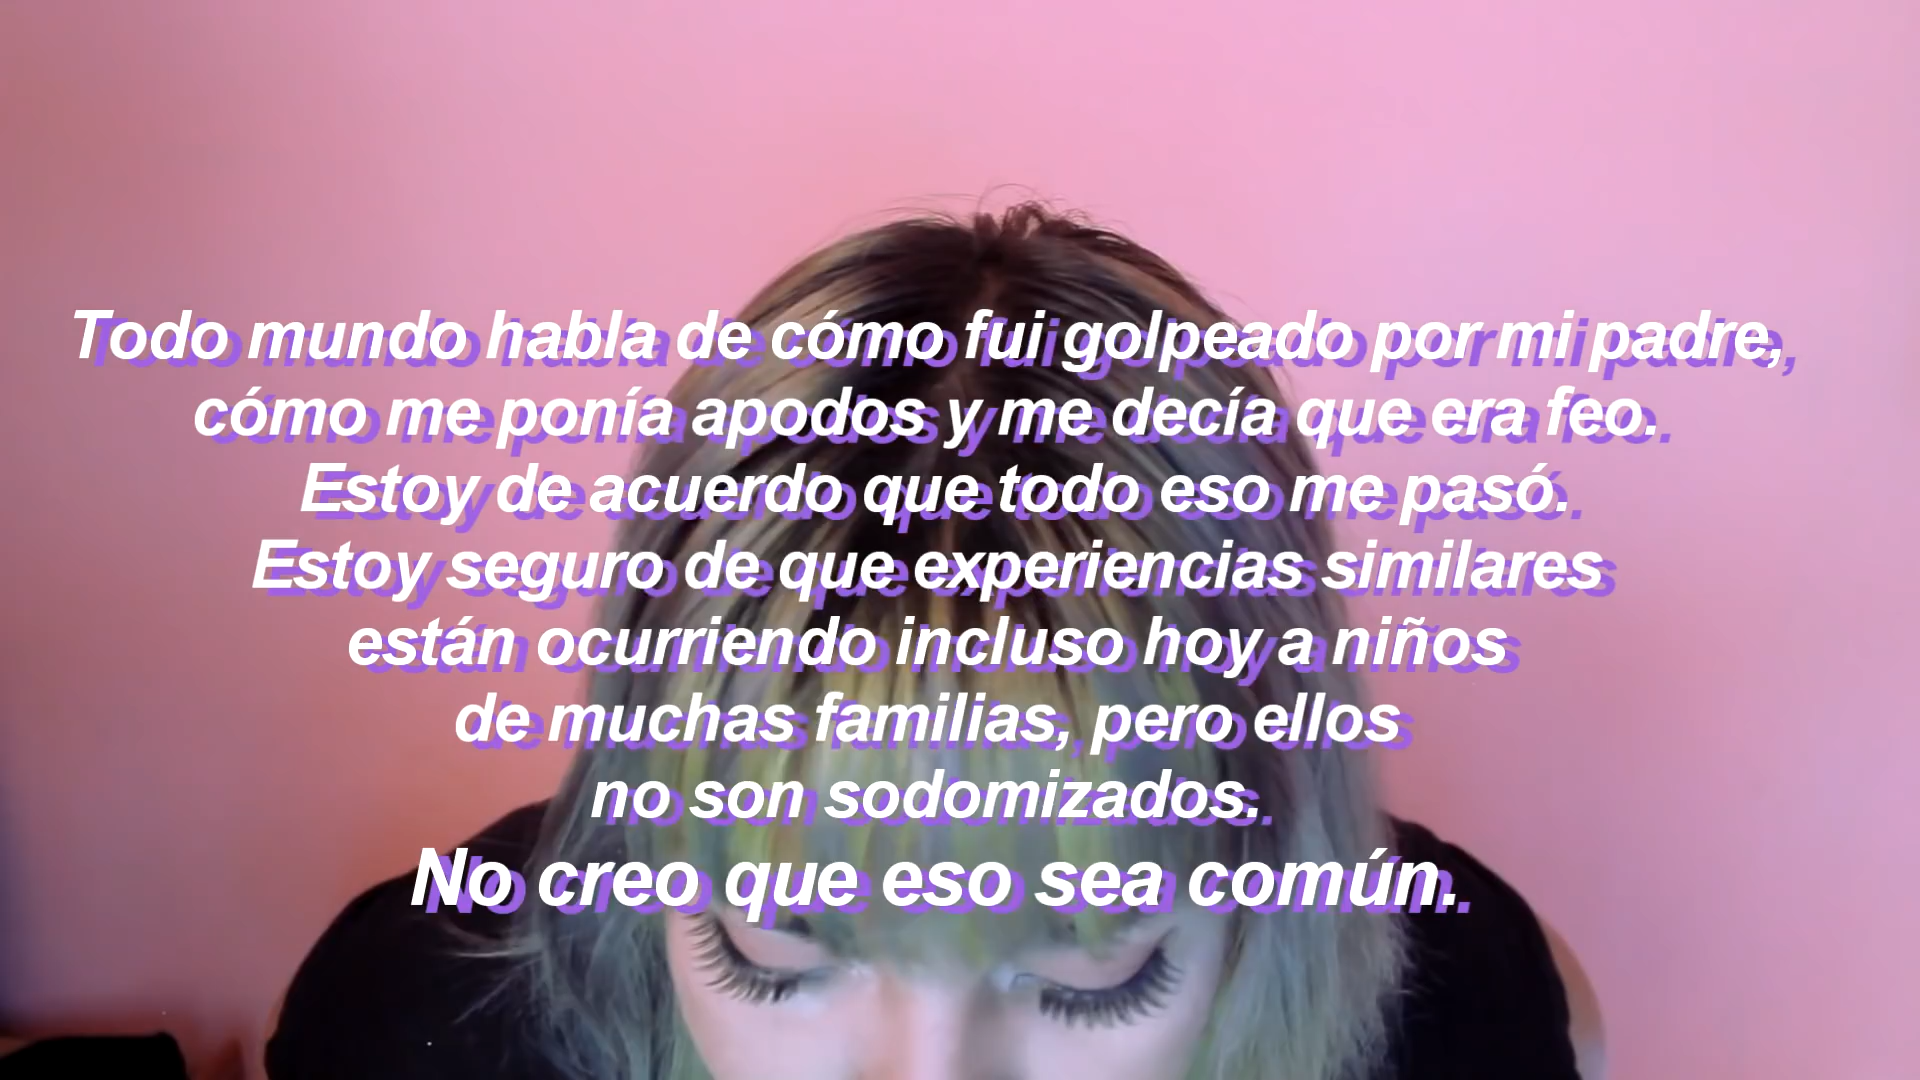 Todo mundo habla de cómo fui golpeado por mi padre,
cómo me ponía apodos y me decía que era feo.
Estoy de acuerdo que todo eso me pasó.
Estoy seguro de que experiencias similares
están ocurriendo incluso hoy a niños
de muchas familias, pero ellos
no son sodomizados.
No creo que eso sea común.